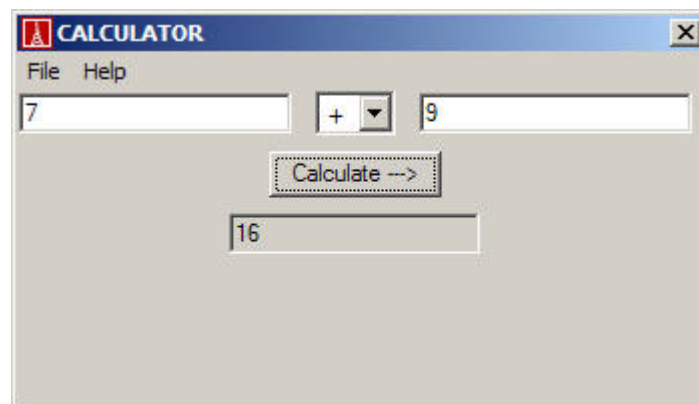 CALCULATOR
File Help
7 + 9
Calculate --->
16